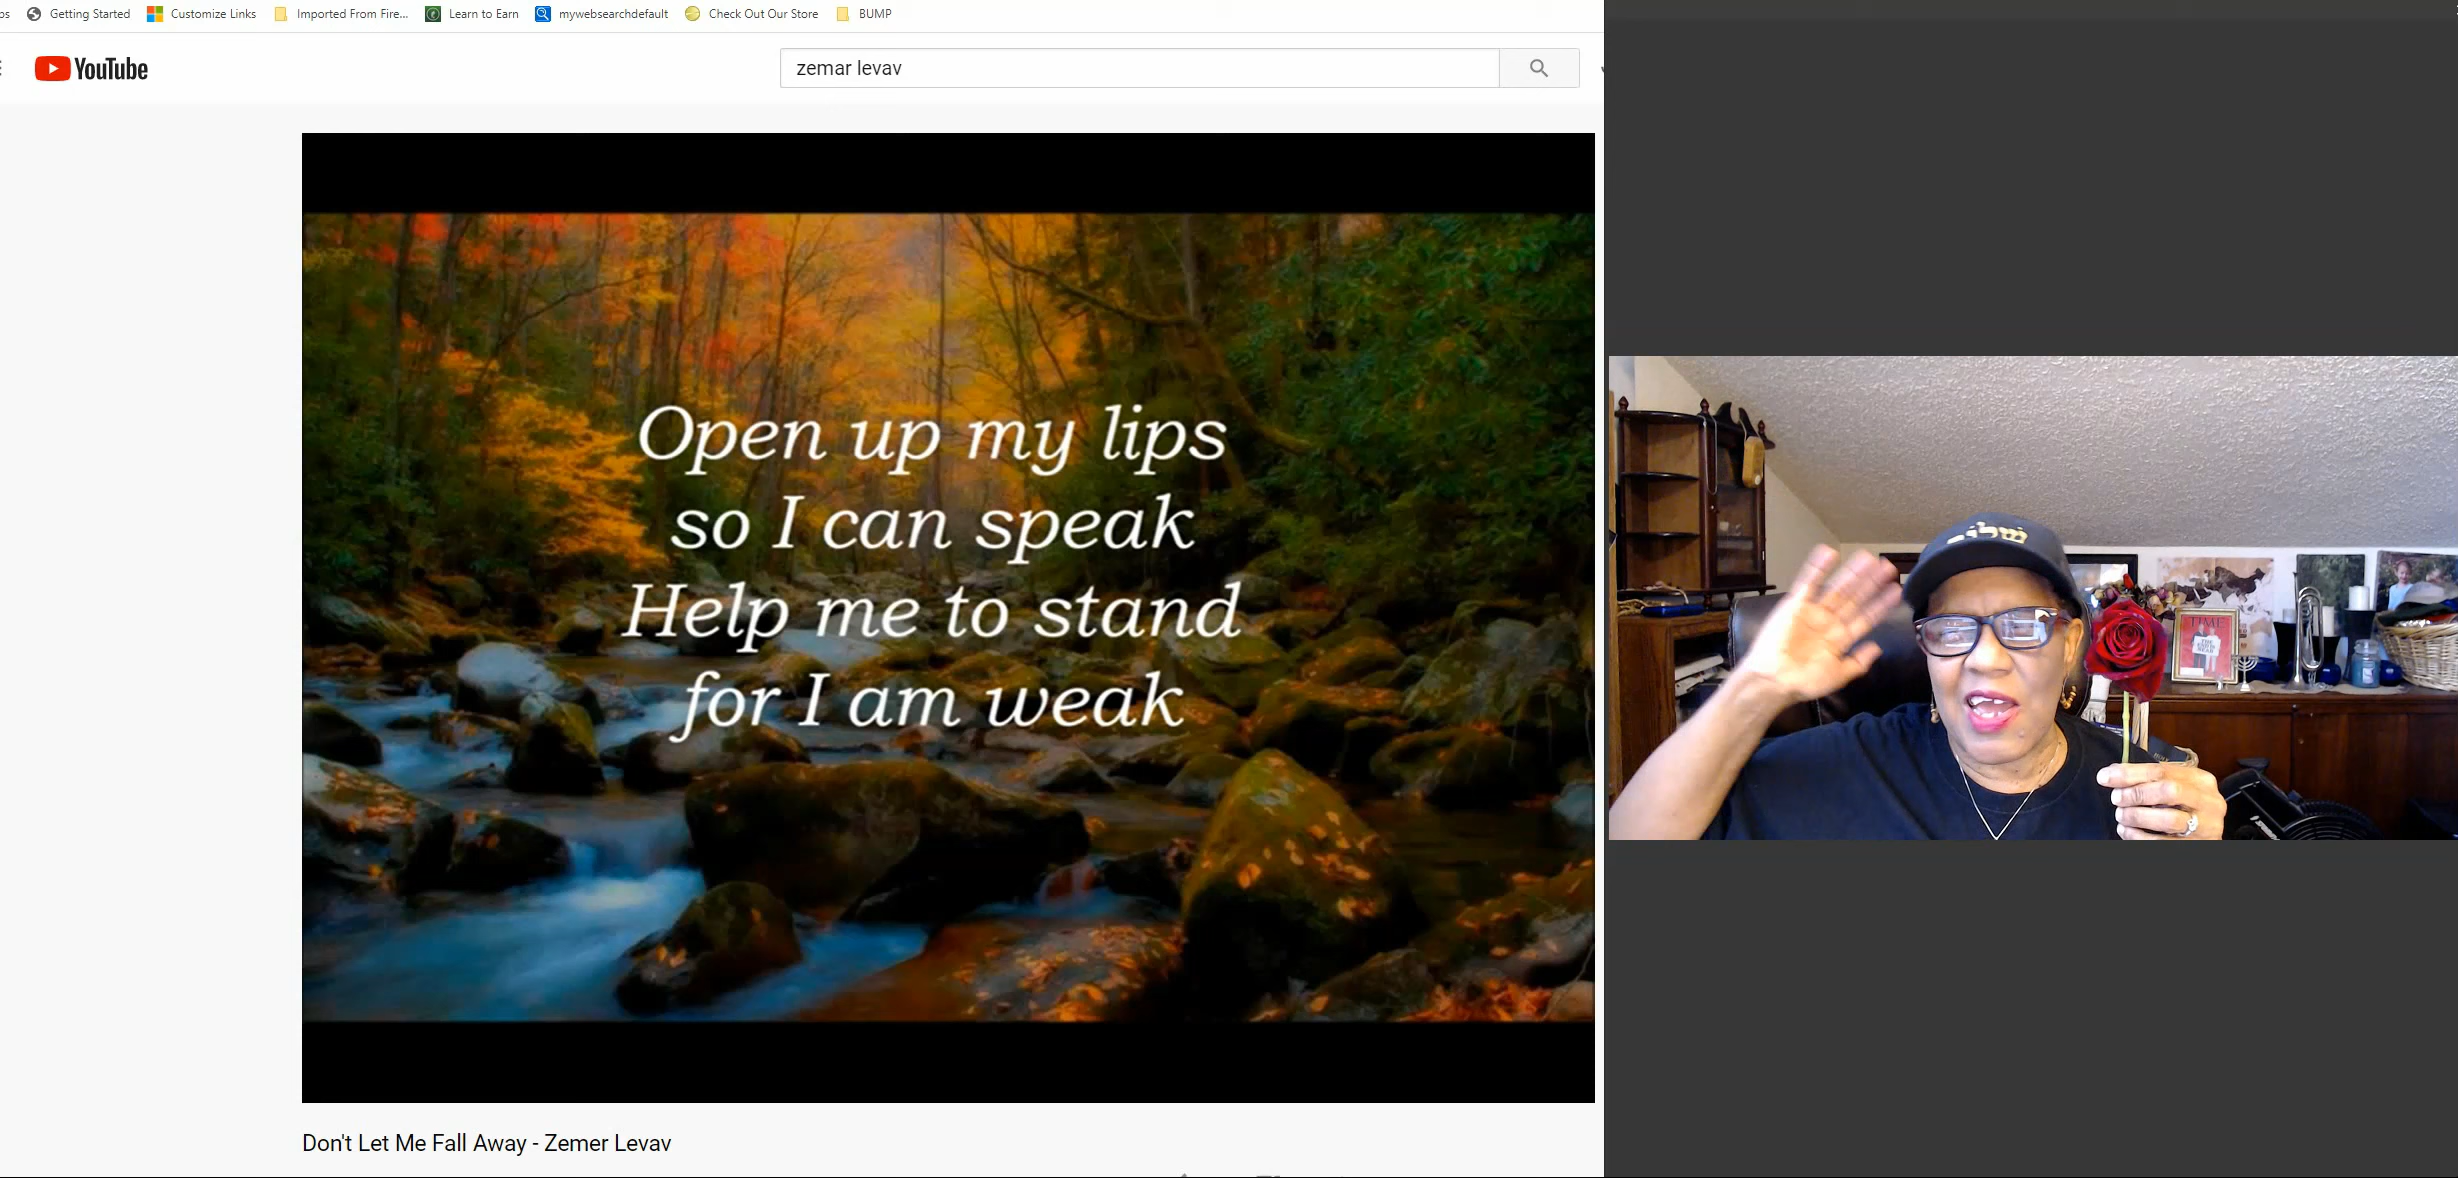 Getting Started
Customize Links
Imported From Fire...
Learn to Earn
mywebsearchdefault
Check Out Our Store
BUMP
YouTube
zemar levav
Open up my lips
so I can speak
Help me to stand
for I am weak
Don't Let Me Fall Away - Zemer Levav
TIME